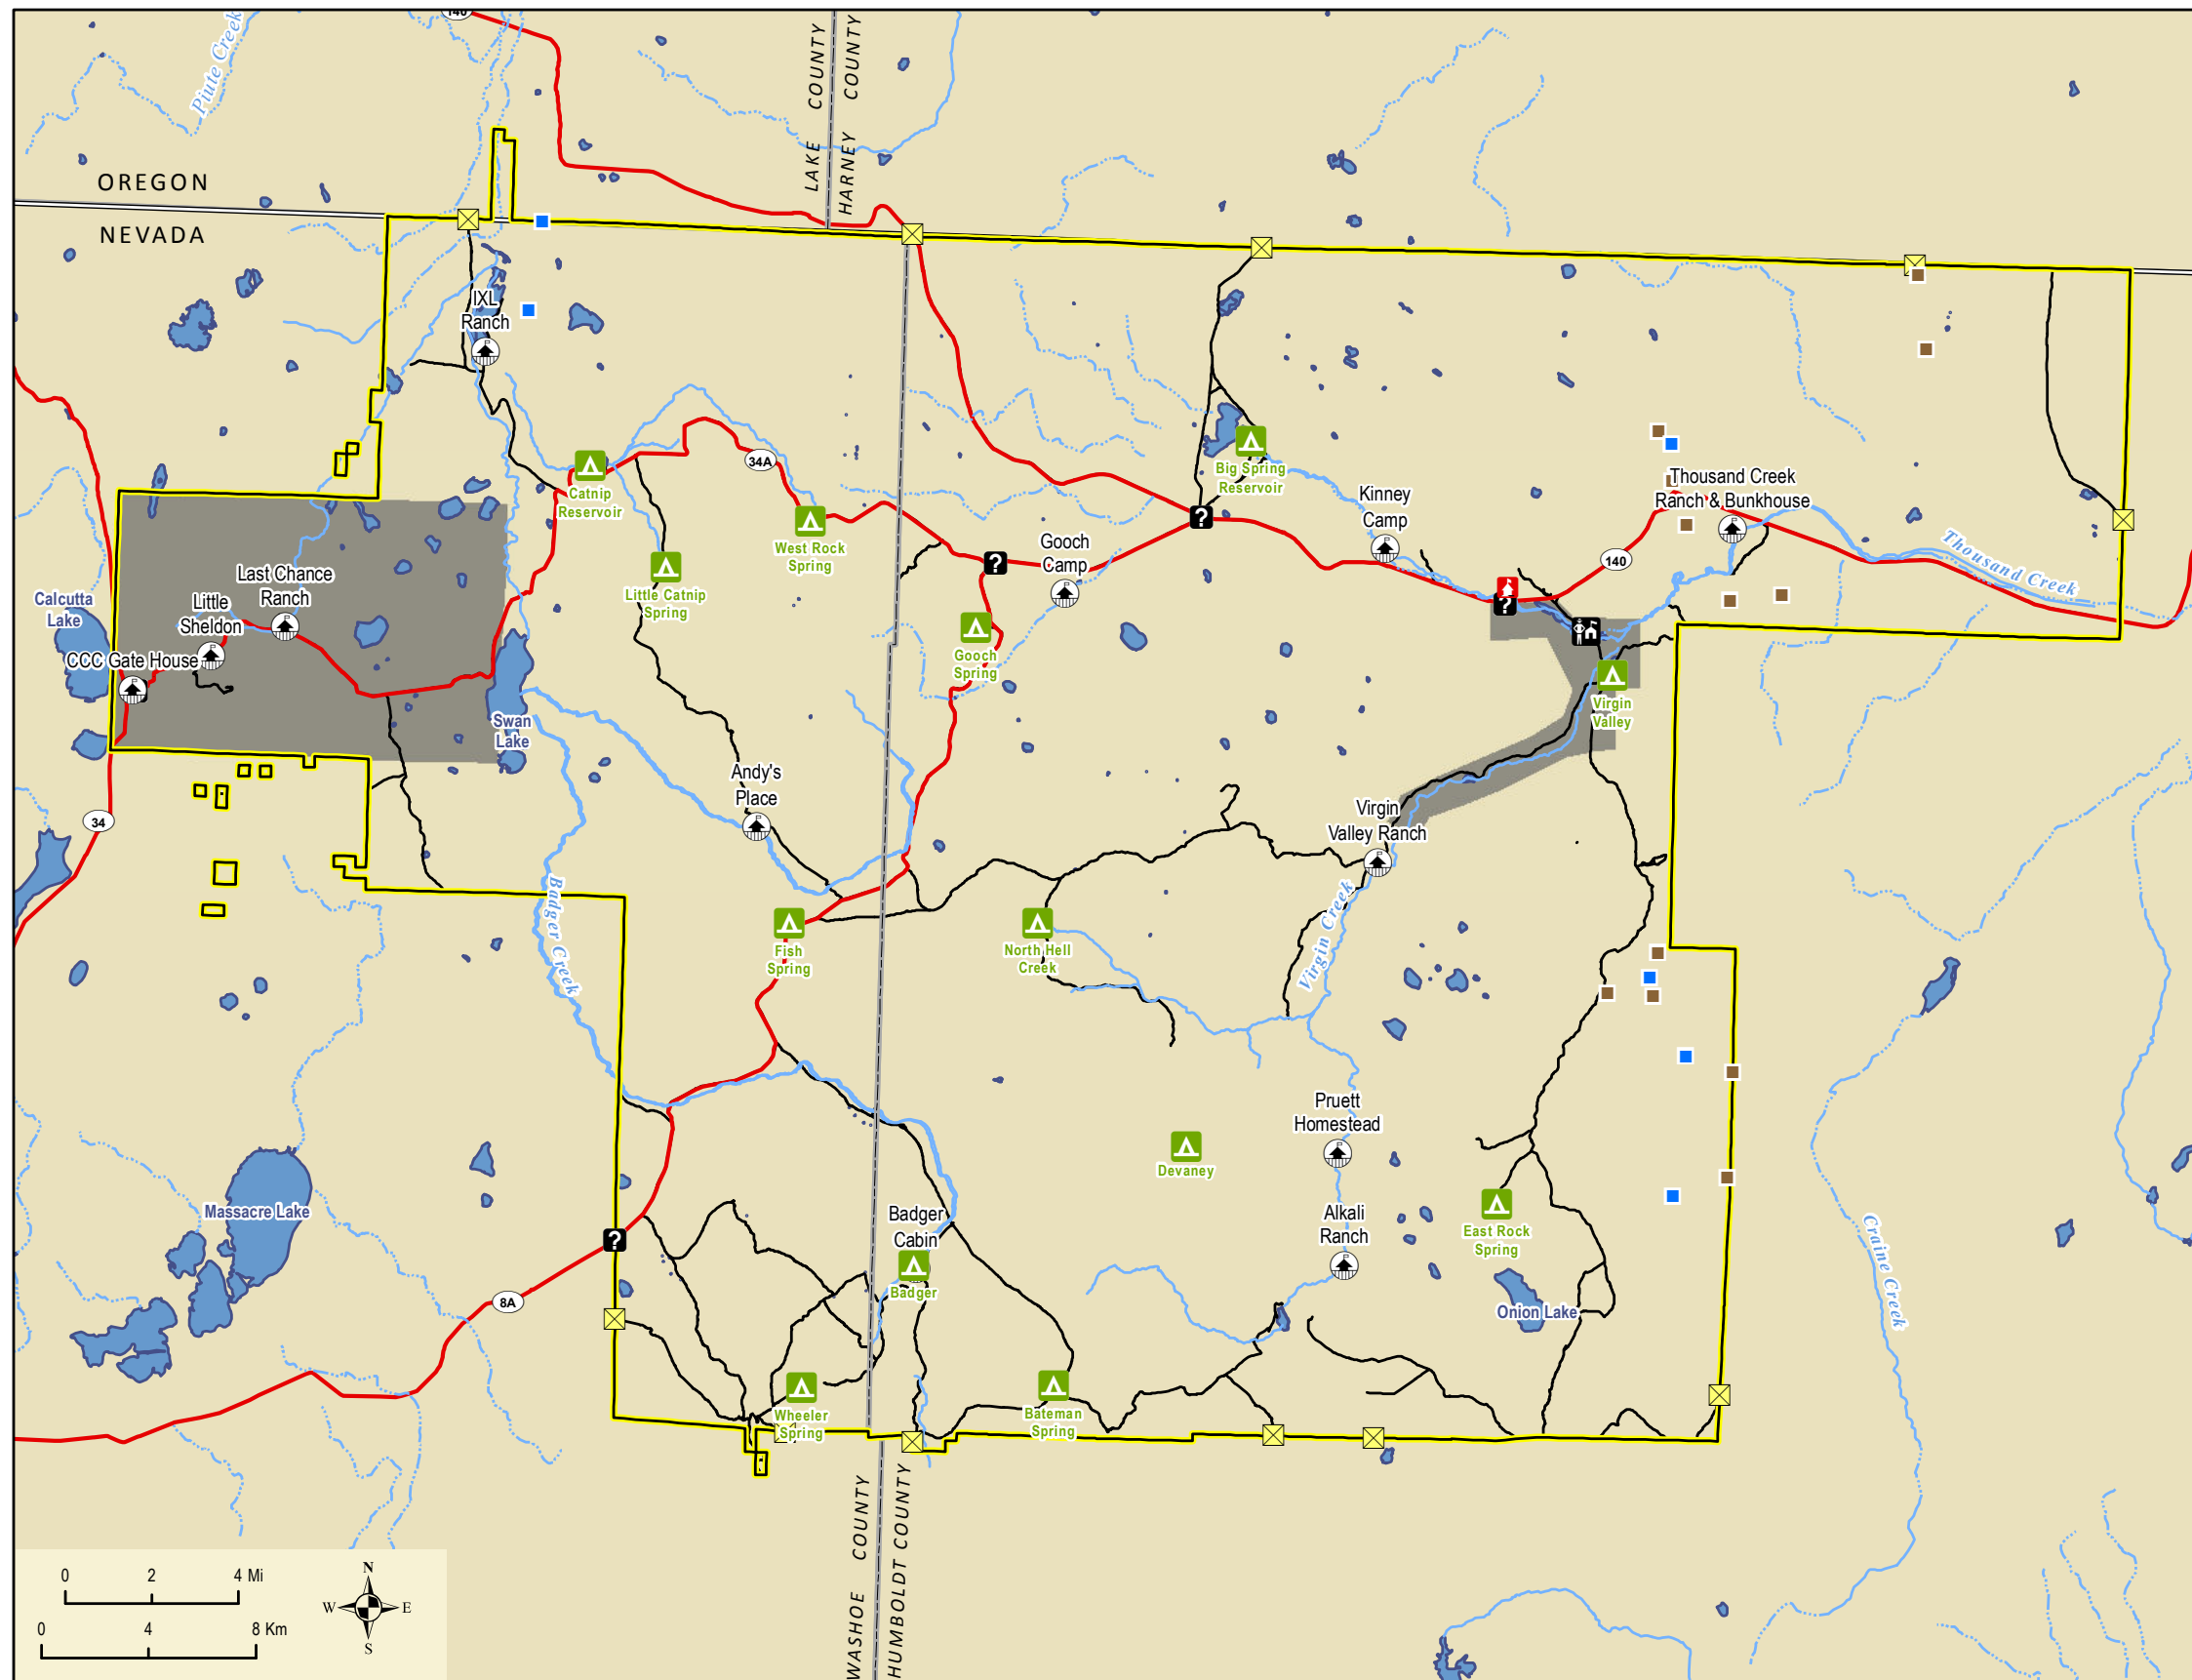 140
Piute Creek
LAKE COUNTY
HARNEY COUNTY
OREGON
NEVADA
IXL
Ranch
34A
Catnip
Reservoir
West Rock
Spring
Little Catnip
Spring
Big Spring
Reservoir
Kinney
Camp
Gooch
Camp
?
?
Gooch
Spring
Thousand Creek
Ranch & Bunkhouse
140
Thousand Creek
?
Virgin
Valley
Last Chance
Ranch
Little
Sheldon
CCC Gate House
Calcutta
Lake
Swan
Lake
34
Andy's
Place
Virgin
Valley Ranch
Badger Creek
Fish
Spring
North Hell
Creek
Virgin Creek
Pruett
Homestead
Devaney
Massacre Lake
?
8A
Badger
Cabin
Badger
Alkali
Ranch
East Rock
Spring
Onion Lake
Craine Creek
Wheeler
Spring
Bateman
Spring
WASHOE COUNTY
HUMBOLDT COUNTY
0 2 4 Mi
0 4 8 Km
N
W E
S